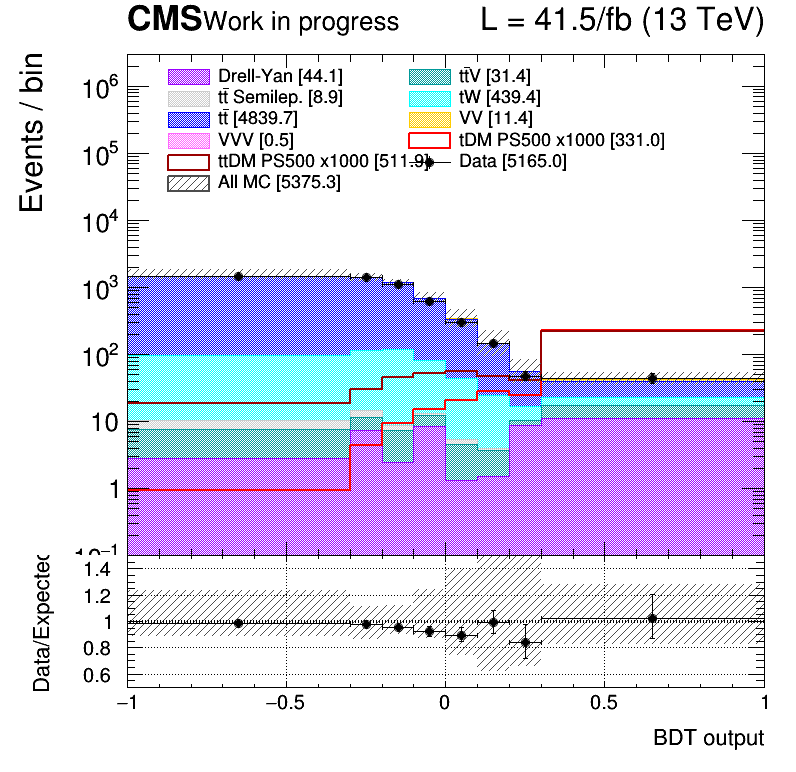 CMS Work in progress L = 41.5/fb (13 TeV)
Events / bin
Drell-Yan [44.1] tt̄V [31.4]
tt̄ Semilep. [8.9] tW [439.4]
tt̄ [4839.7] VV [11.4]
VVV [0.5] tDM PS500 x1000 [331.0]
ttDM PS500 x1000 [511.9] Data [5165.0]
All MC [5375.3]
10⁶
10⁵
10⁴
10³
10²
10
1
10⁻¹
Data/Expected
1.4
1.2
1
0.8
0.6
−1 −0.5 0 0.5 1
BDT output